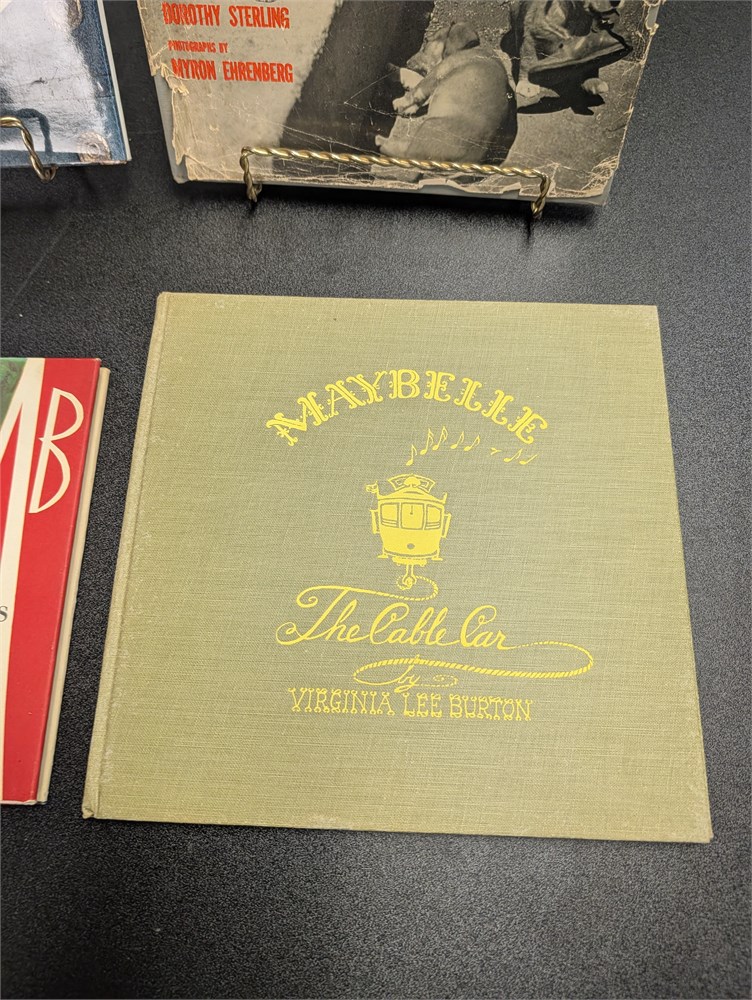 DOROTHY STERLING
PHOTOGRAPHS BY
MYRON EHRENBERG
MAYBELLE
The Cable Car
by
VIRGINIA LEE BURTON
B
S